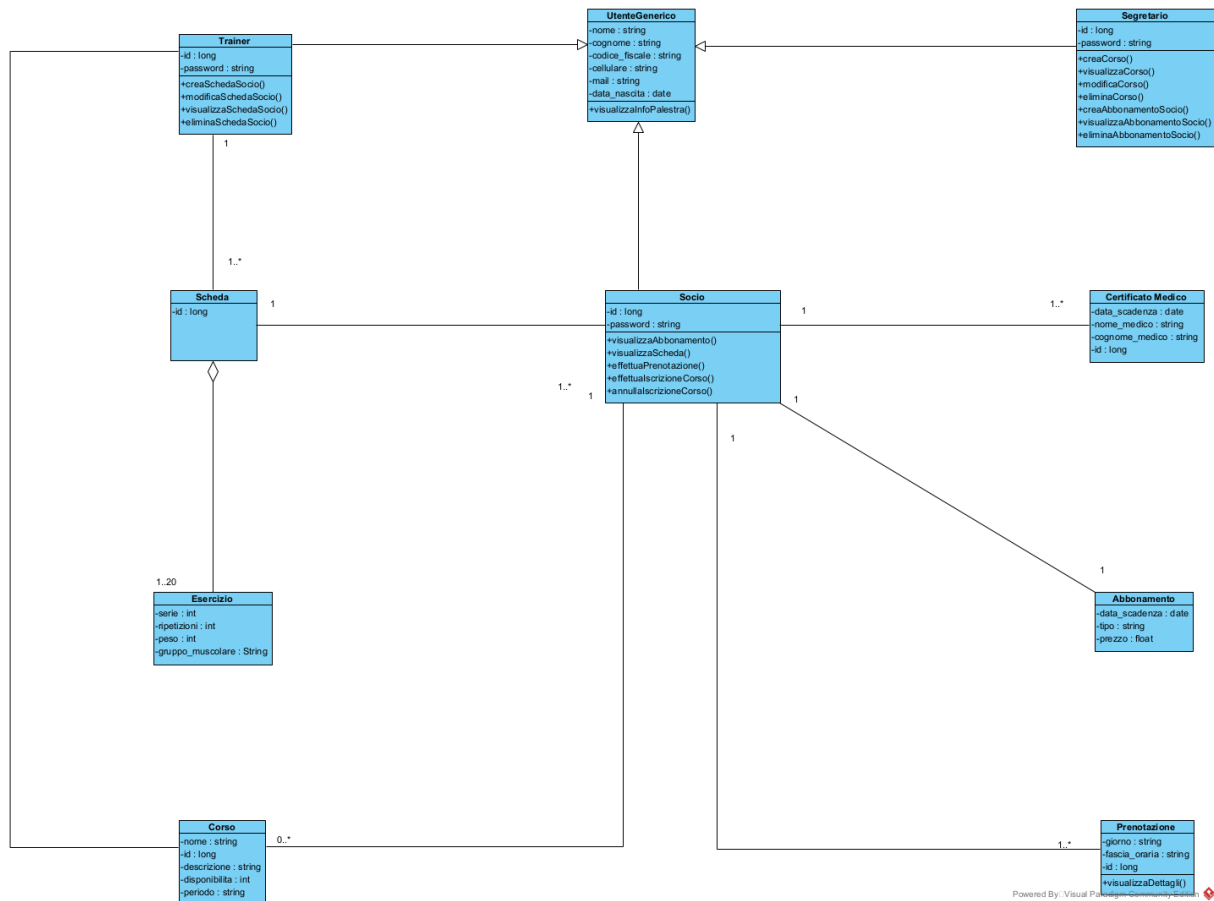 UtenteGenerico
-nome : string
-cognome : string
-codice_fiscale : string
-cellulare : string
-mail : string
-data_nascita : date
+visualizzaInfoPalestra()
Segretario
-id : long
-password : string
+creaCorso()
+visualizzaCorso()
+modificaCorso()
+eliminaCorso()
+creaAbbonamentoSocio()
+visualizzaAbbonamentoSocio()
+eliminaAbbonamentoSocio()
Trainer
-id : long
-password : string
+creaSchedaSocio()
+modificaSchedaSocio()
+visualizzaSchedaSocio()
+eliminaSchedaSocio()
1
1..*
Scheda
-id : long
1
Socio
-id : long
-password : string
+visualizzaAbbonamento()
+visualizzaScheda()
+effettuaPrenotazione()
+effettuaIscrizioneCorso()
+annullaIscrizioneCorso()
1
1..*
Certificato Medico
-data_scadenza : date
-nome_medico : string
-cognome_medico : string
-id : long
1..*
1
1
1
1..20
Esercizio
-serie : int
-ripetizioni : int
-peso : int
-gruppo_muscolare : String
1
Abbonamento
-data_scadenza : date
-tipo : string
-prezzo : float
Corso
-nome : string
-id : long
-descrizione : string
-disponibilita : int
-periodo : string
0..*
1..*
Prenotazione
-giorno : string
-fascia_oraria : string
-id : long
+visualizzaDettagli()
Powered By Visual Paradigm Community Edition